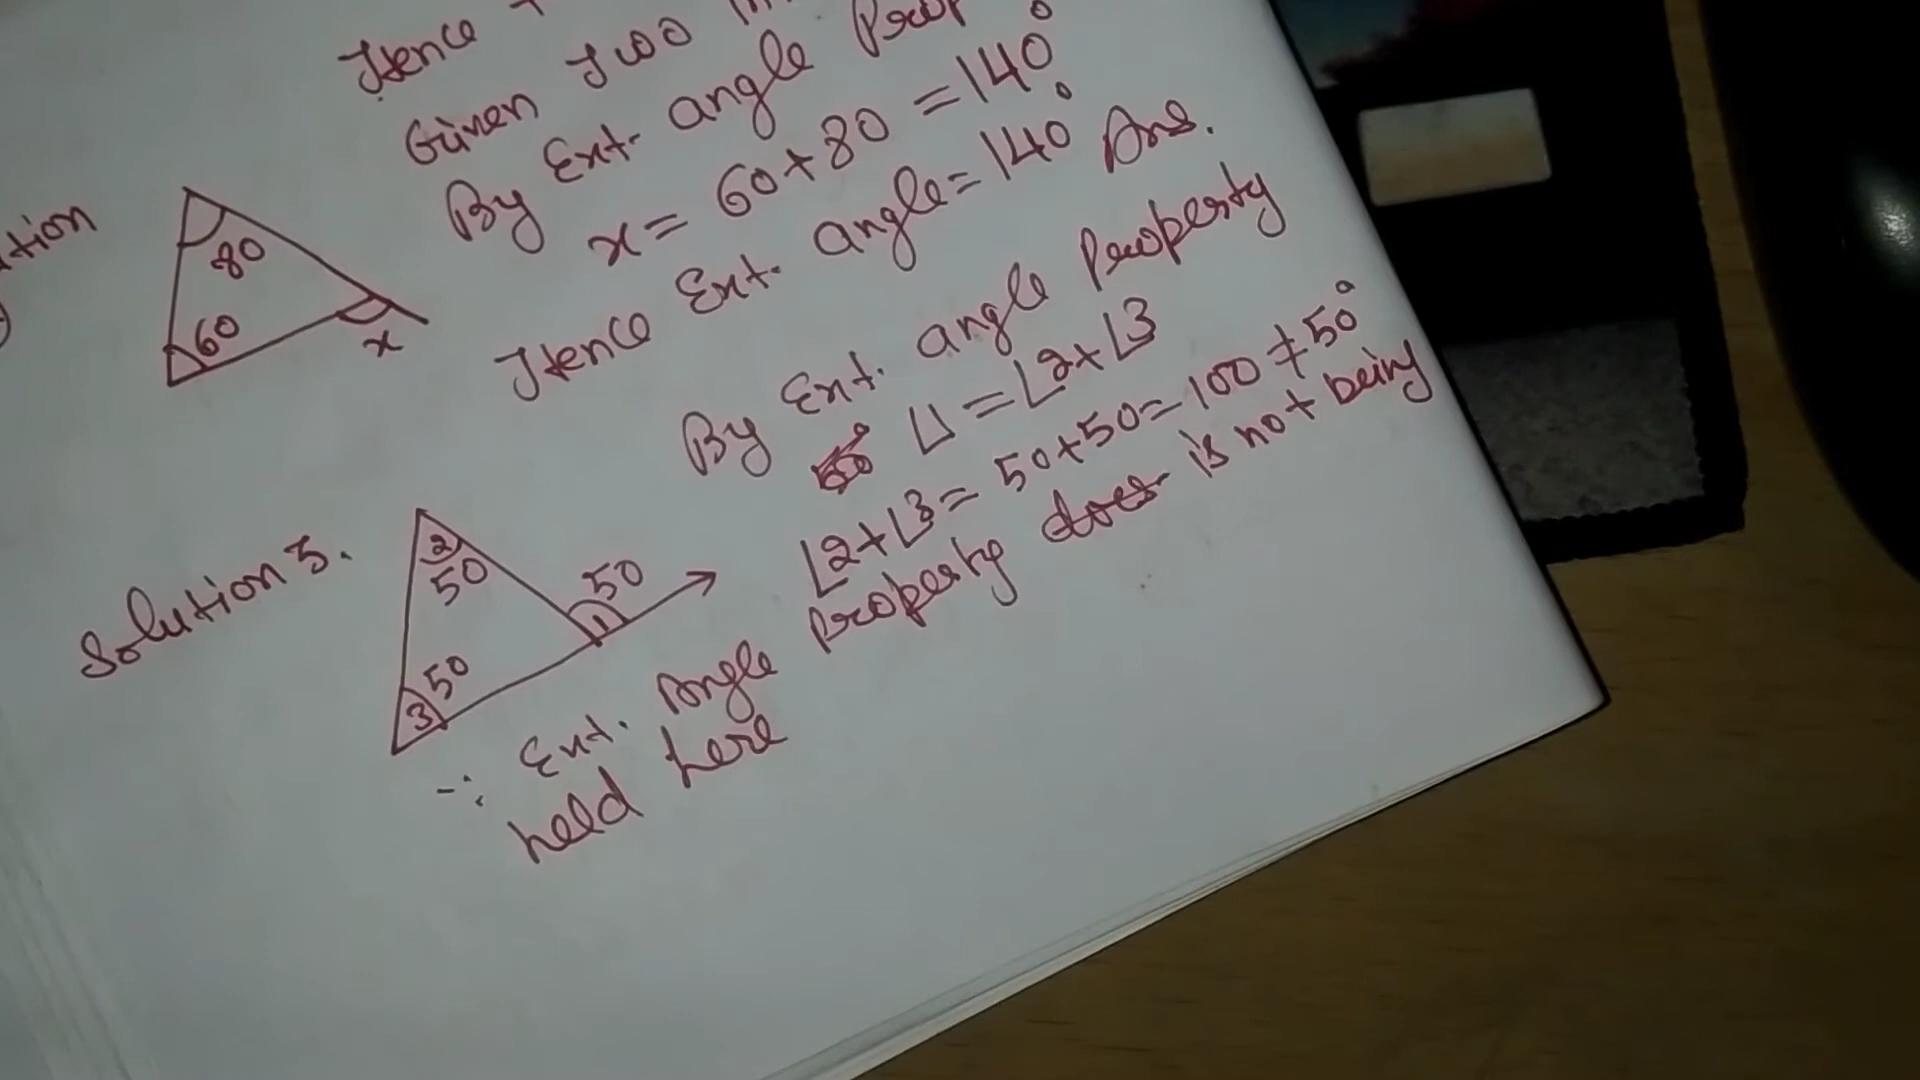 Hence
Given Two
By Ext. angle Prop
x = 60+80 = 140°
Hence Ext. angle = 140° Ans.
80
60
x
By Ext. angle Property
∠1 = ∠2+∠3
∠2+∠3 = 50+50 = 100 ≠ 50°
Solution 5.
2
50
50
1
50
3
∵ Ext. Angle property does is not being
held here